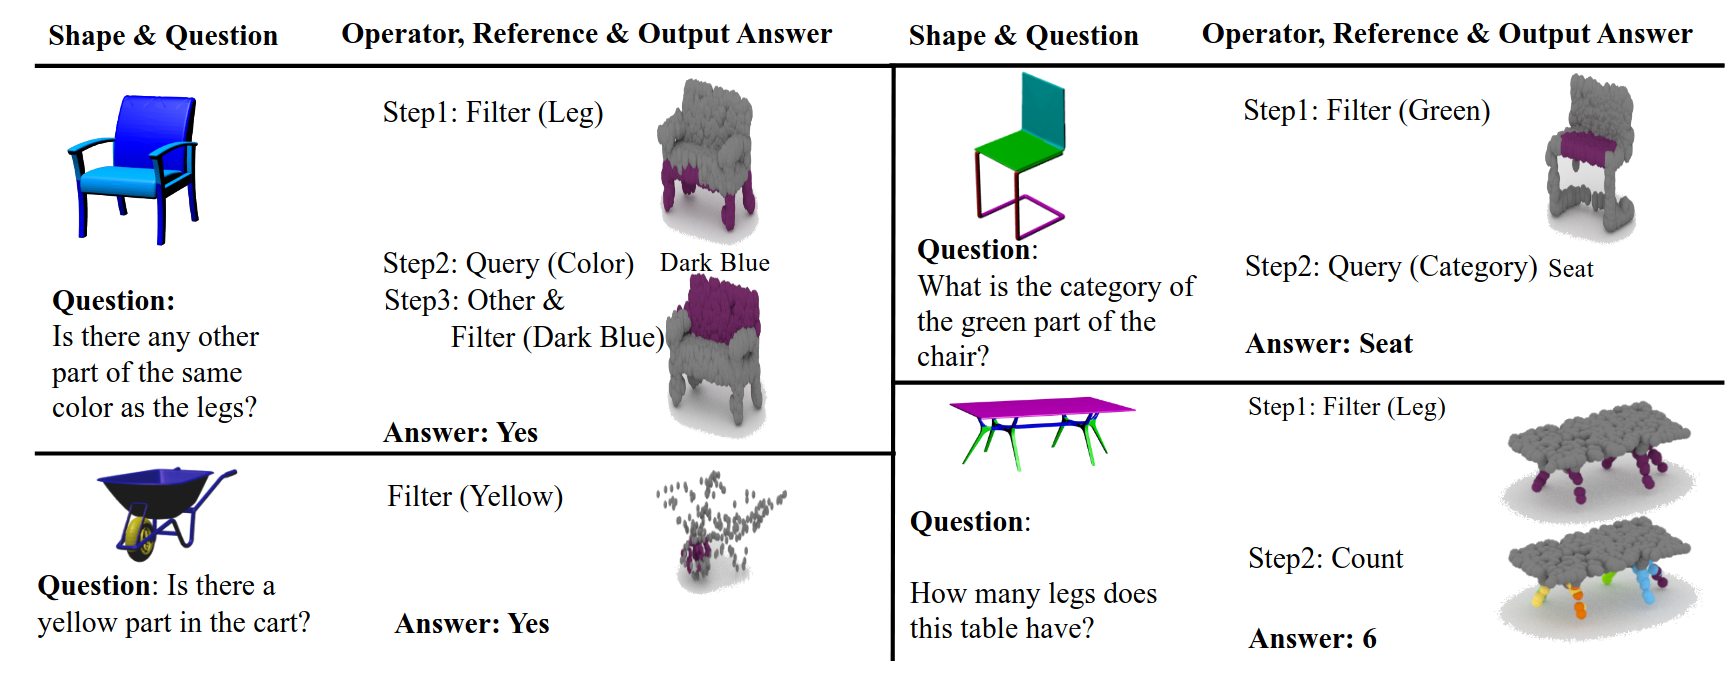 Shape & Question
Operator, Reference & Output Answer
Step1: Filter (Leg)
Step2: Query (Color) Dark Blue
Step3: Other &
Filter (Dark Blue)
Question:
Is there any other
part of the same
color as the legs?
Answer: Yes
Filter (Yellow)
Question: Is there a
yellow part in the cart?
Answer: Yes
Shape & Question
Operator, Reference & Output Answer
Step1: Filter (Green)
Question:
What is the category of
the green part of the
chair?
Step2: Query (Category) Seat
Answer: Seat
Step1: Filter (Leg)
Question:
How many legs does
this table have?
Step2: Count
Answer: 6